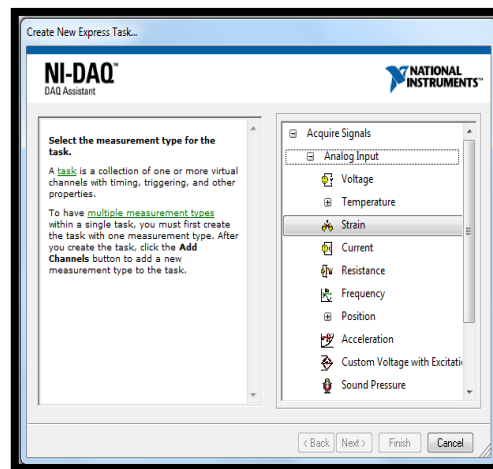 Create New Express Task...
NI-DAQ™
DAQ Assistant
NATIONAL
INSTRUMENTS™
Select the measurement type for the
task.
A task is a collection of one or more virtual
channels with timing, triggering, and other
properties.
To have multiple measurement types
within a single task, you must first create
the task with one measurement type. After
you create the task, click the Add
Channels button to add a new
measurement type to the task.
Acquire Signals
Analog Input
Voltage
Temperature
Strain
Current
Resistance
Frequency
Position
Acceleration
Custom Voltage with Excitati
Sound Pressure
< Back
Next >
Finish
Cancel